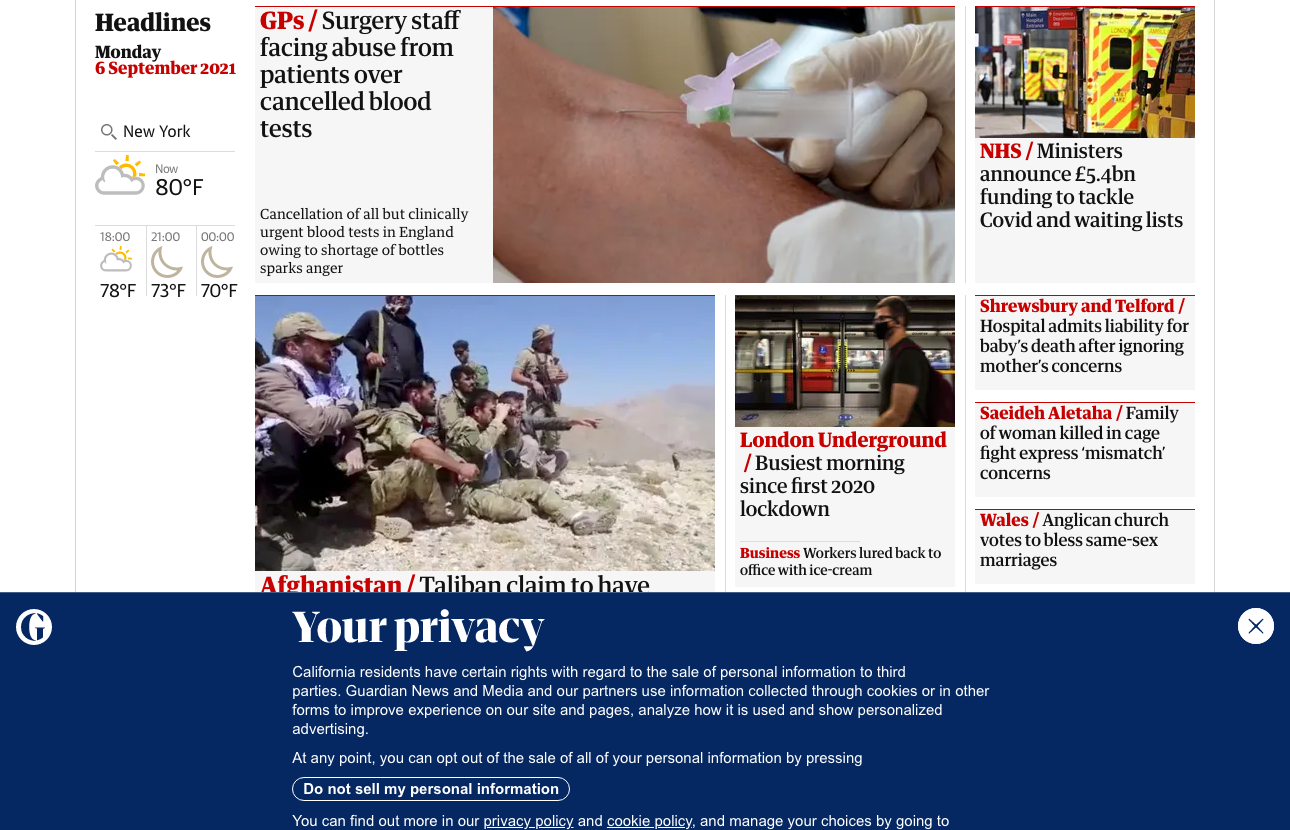 Headlines
Monday
6 September 2021
New York
Now
80°F
18:00
21:00
00:00
78°F
73°F
70°F
GPs / Surgery staff
facing abuse from
patients over
cancelled blood
tests
Cancellation of all but clinically
urgent blood tests in England
owing to shortage of bottles
sparks anger
NHS / Ministers
announce £5.4bn
funding to tackle
Covid and waiting lists
Afghanistan / Taliban claim to have
London Underground
/ Busiest morning
since first 2020
lockdown
Business Workers lured back to
office with ice-cream
Shrewsbury and Telford /
Hospital admits liability for
baby's death after ignoring
mother's concerns
Saeideh Aletaha / Family
of woman killed in cage
fight express ‘mismatch’
concerns
Wales / Anglican church
votes to bless same-sex
marriages
Your privacy
California residents have certain rights with regard to the sale of personal information to third
parties. Guardian News and Media and our partners use information collected through cookies or in other
forms to improve experience on our site and pages, analyze how it is used and show personalized
advertising.
At any point, you can opt out of the sale of all of your personal information by pressing
Do not sell my personal information
You can find out more in our privacy policy and cookie policy, and manage your choices by going to